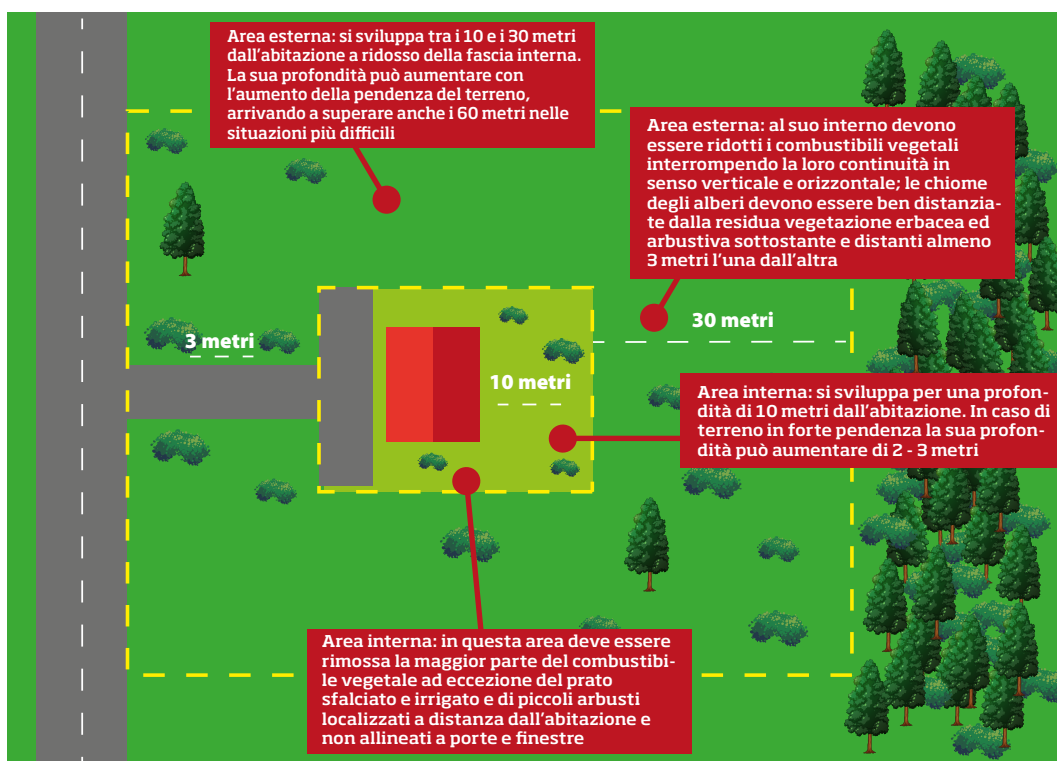 Area esterna: si sviluppa tra i 10 e i 30 metri
dall'abitazione a ridosso della fascia interna.
La sua profondità può aumentare con
l'aumento della pendenza del terreno,
arrivando a superare anche i 60 metri nelle
situazioni più difficili
Area esterna: al suo interno devono
essere ridotti i combustibili vegetali
interrompendo la loro continuità in
senso verticale e orizzontale; le chiome
degli alberi devono essere ben distanzia-
te dalla residua vegetazione erbacea ed
arbustiva sottostante e distanti almeno
3 metri l'una dall'altra
30 metri
3 metri
10 metri
Area interna: si sviluppa per una profon-
dità di 10 metri dall'abitazione. In caso di
terreno in forte pendenza la sua profon-
dità può aumentare di 2 - 3 metri
Area interna: in questa area deve essere
rimossa la maggior parte del combustibi-
le vegetale ad eccezione del prato
sfalciato e irrigato e di piccoli arbusti
localizzati a distanza dall'abitazione e
non allineati a porte e finestre